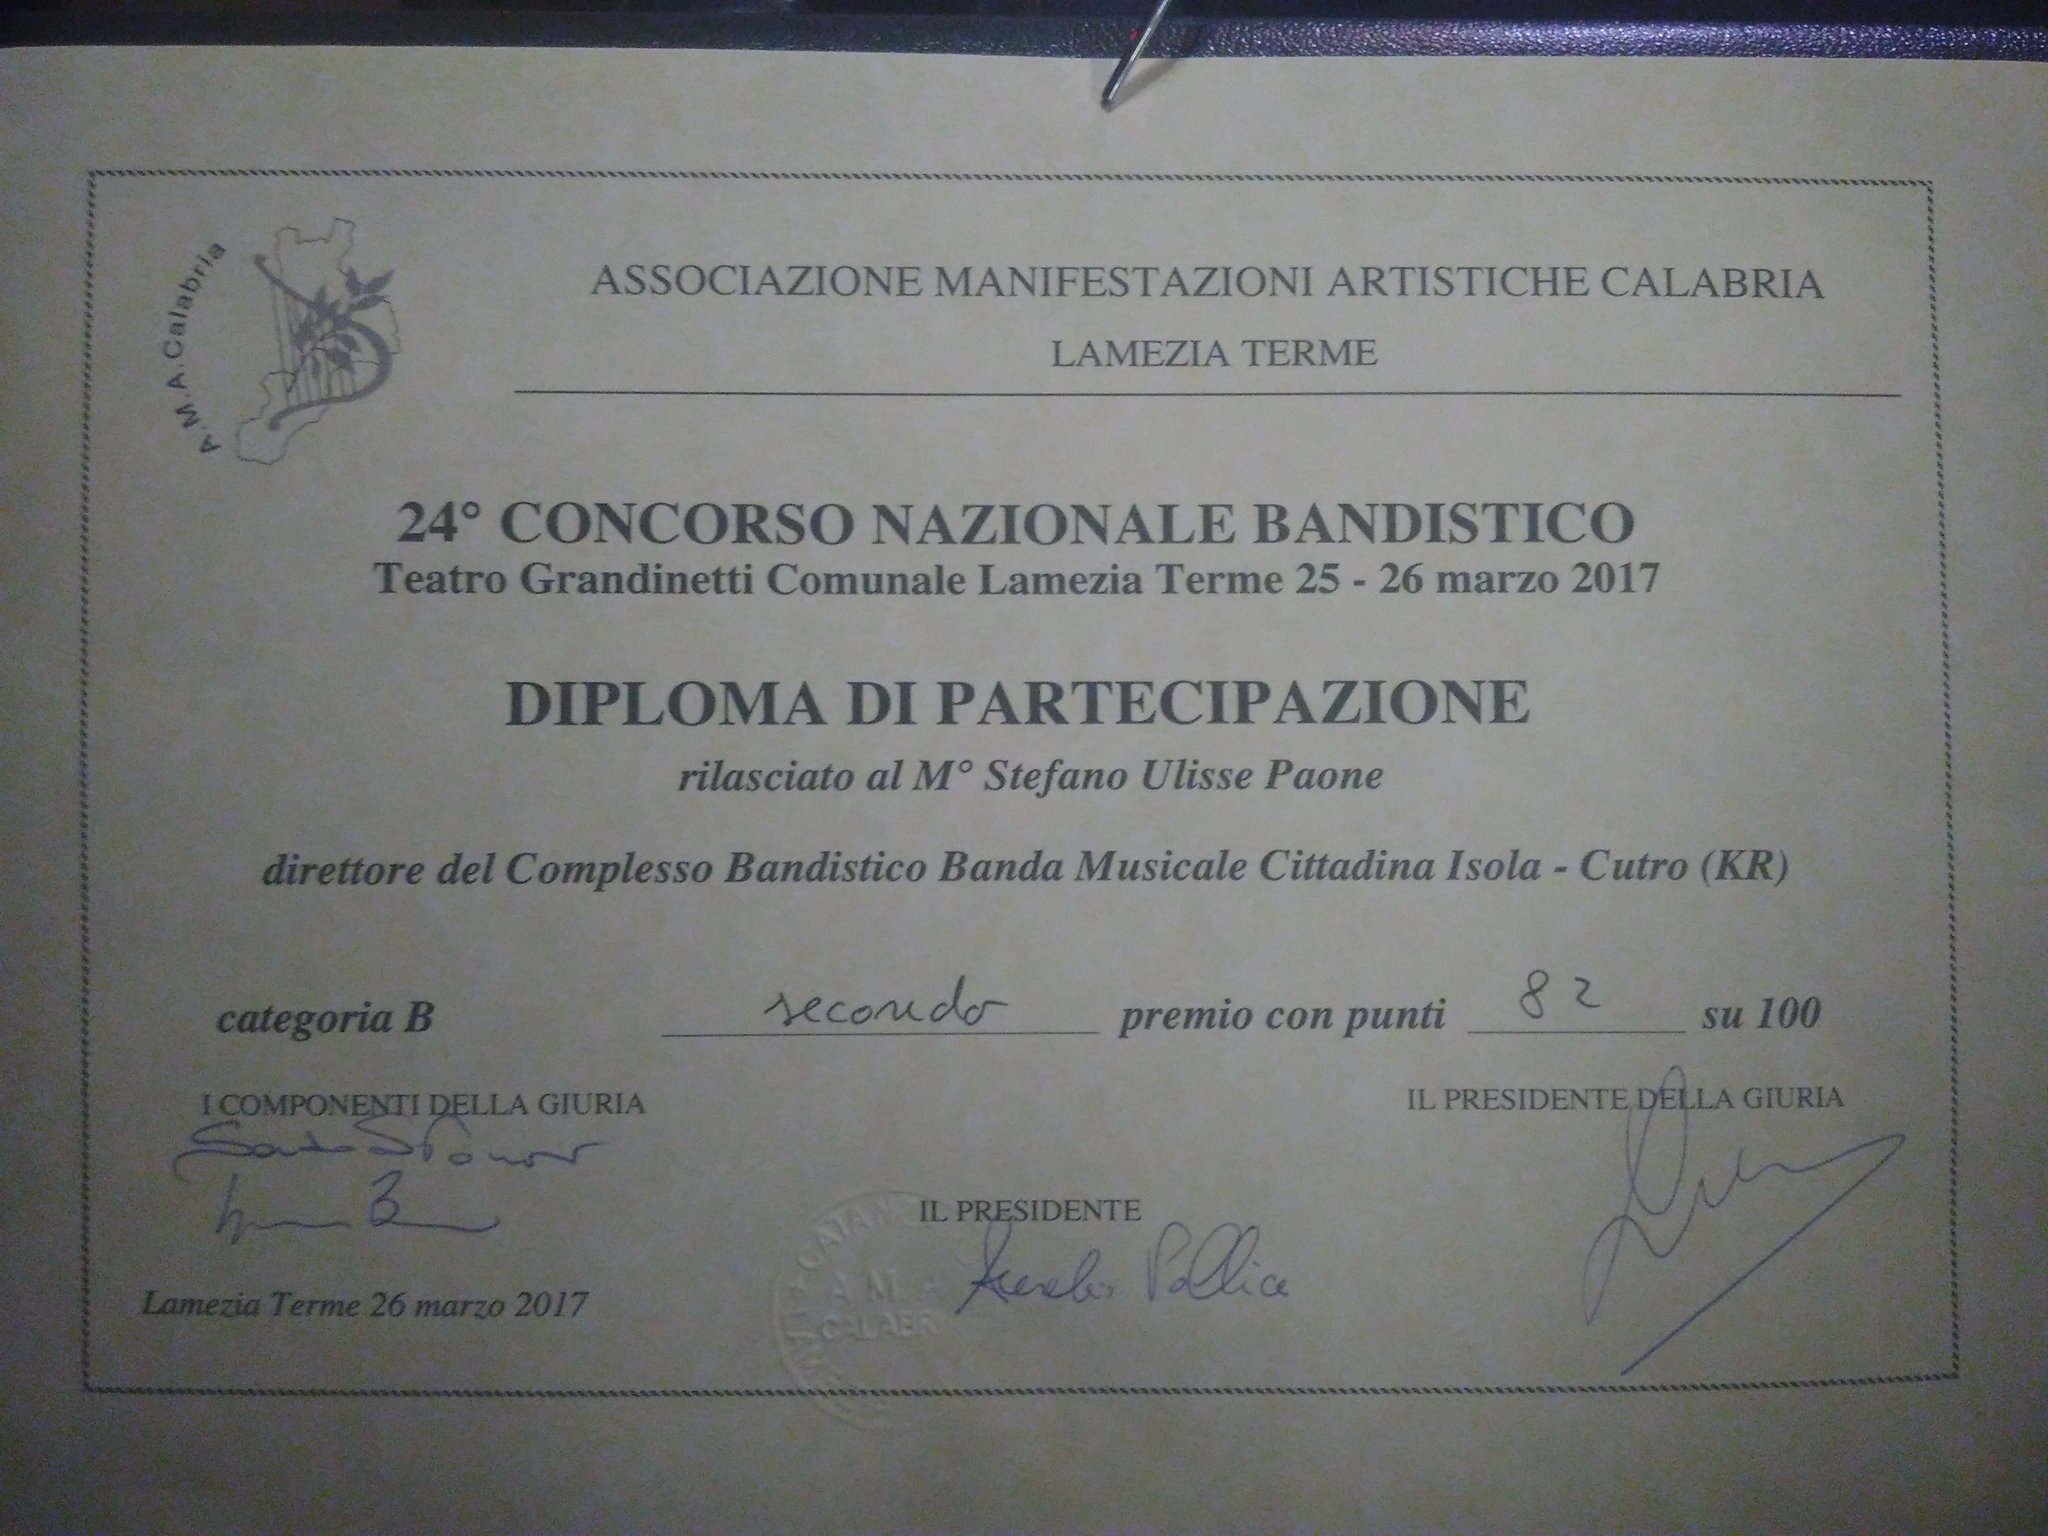 A.M.A.Calabria
ASSOCIAZIONE MANIFESTAZIONI ARTISTICHE CALABRIA
LAMEZIA TERME
24° CONCORSO NAZIONALE BANDISTICO
Teatro Grandinetti Comunale Lamezia Terme 25 - 26 marzo 2017
DIPLOMA DI PARTECIPAZIONE
rilasciato al M° Stefano Ulisse Paone
direttore del Complesso Bandistico Banda Musicale Cittadina Isola - Cutro (KR)
categoria B secondo premio con punti 82 su 100
I COMPONENTI DELLA GIURIA
IL PRESIDENTE DELLA GIURIA
IL PRESIDENTE
Pollice
CALABRI
Lamezia Terme 26 marzo 2017